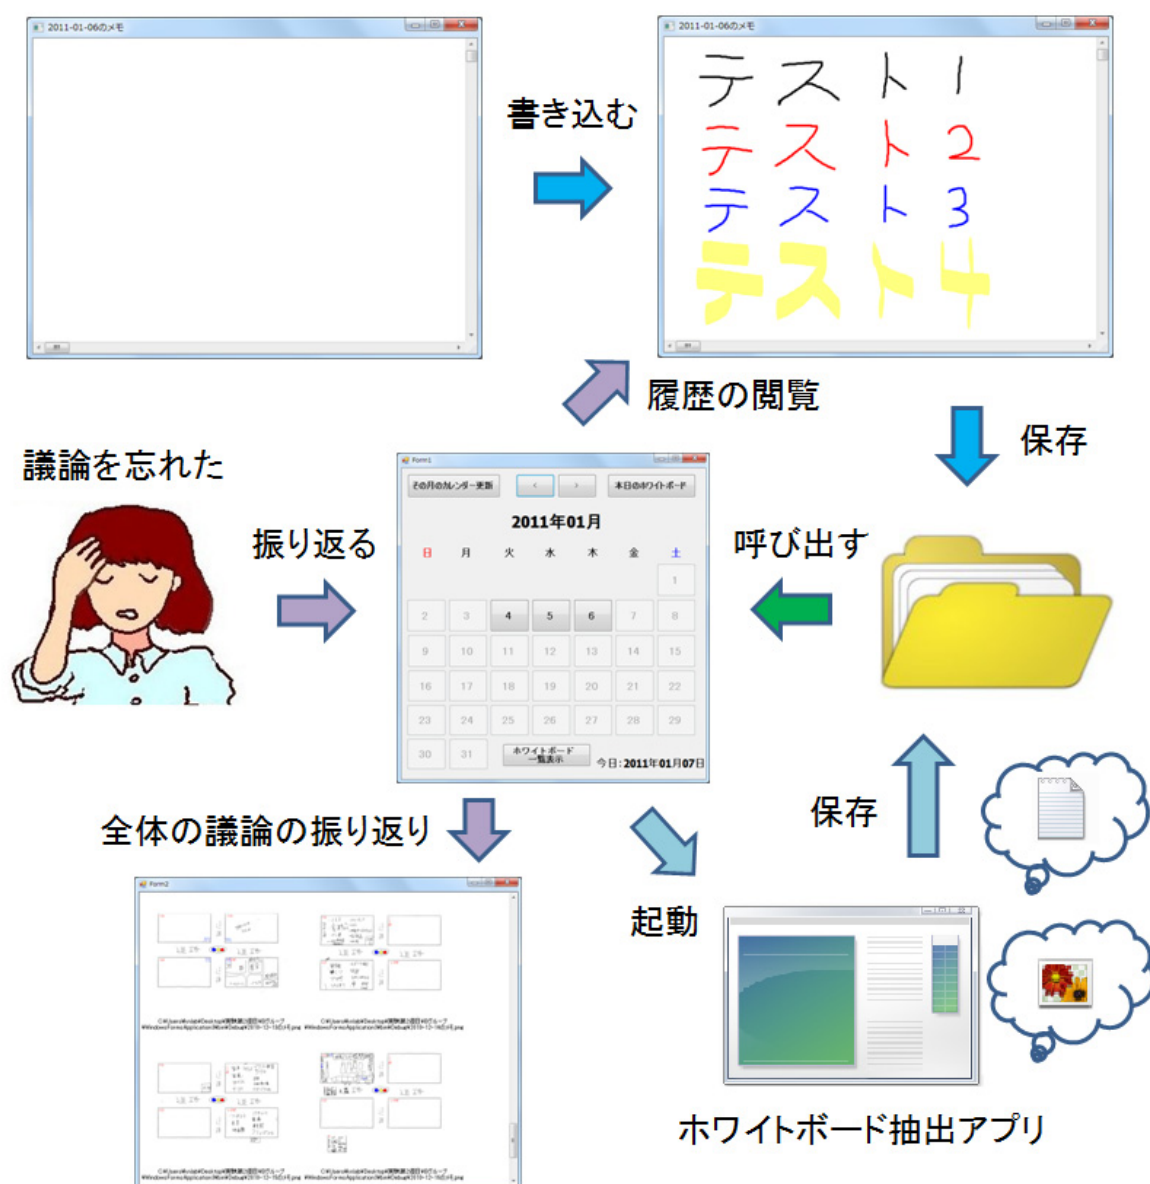 2011-01-06のメモ
2011-01-06のメモ
テスト1
テスト2
テスト3
テスト4
書き込む
履歴の閲覧
保存
議論を忘れた
振り返る
Form1
その月のカレンダー更新 < > 本日のホワイトボード
2011年01月
日 月 火 水 木 金 土
1
2 3 4 5 6 7 8
9 10 11 12 13 14 15
16 17 18 19 20 21 22
23 24 25 26 27 28 29
30 31
ホワイトボード
一覧表示
今日:2011年01月07日
呼び出す
全体の議論の振り返り
保存
起動
Form2
ホワイトボード抽出アプリ